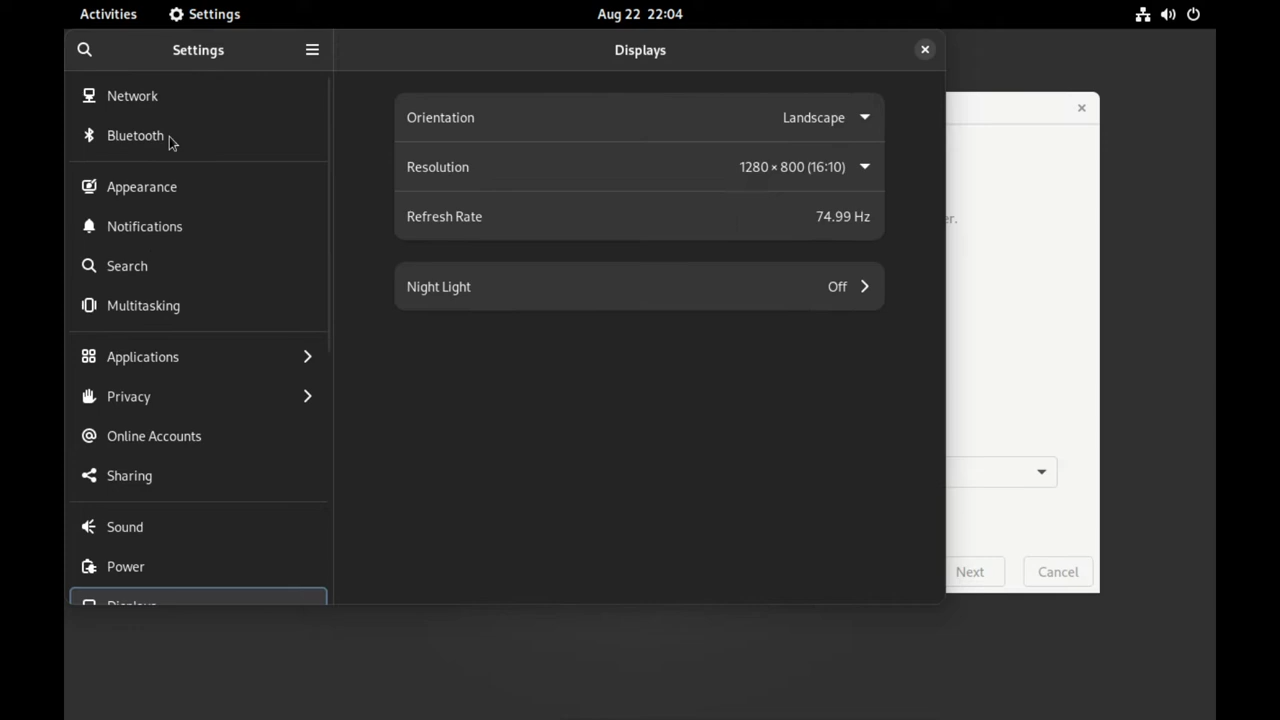 Activities Settings Aug 22 22:04
Settings Displays
Network
Bluetooth
Appearance
Notifications
Search
Multitasking
Applications
Privacy
Online Accounts
Sharing
Sound
Power
Displays
Orientation Landscape
Resolution 1280 × 800 (16:10)
Refresh Rate 74.99 Hz
Night Light Off
er.
Next Cancel